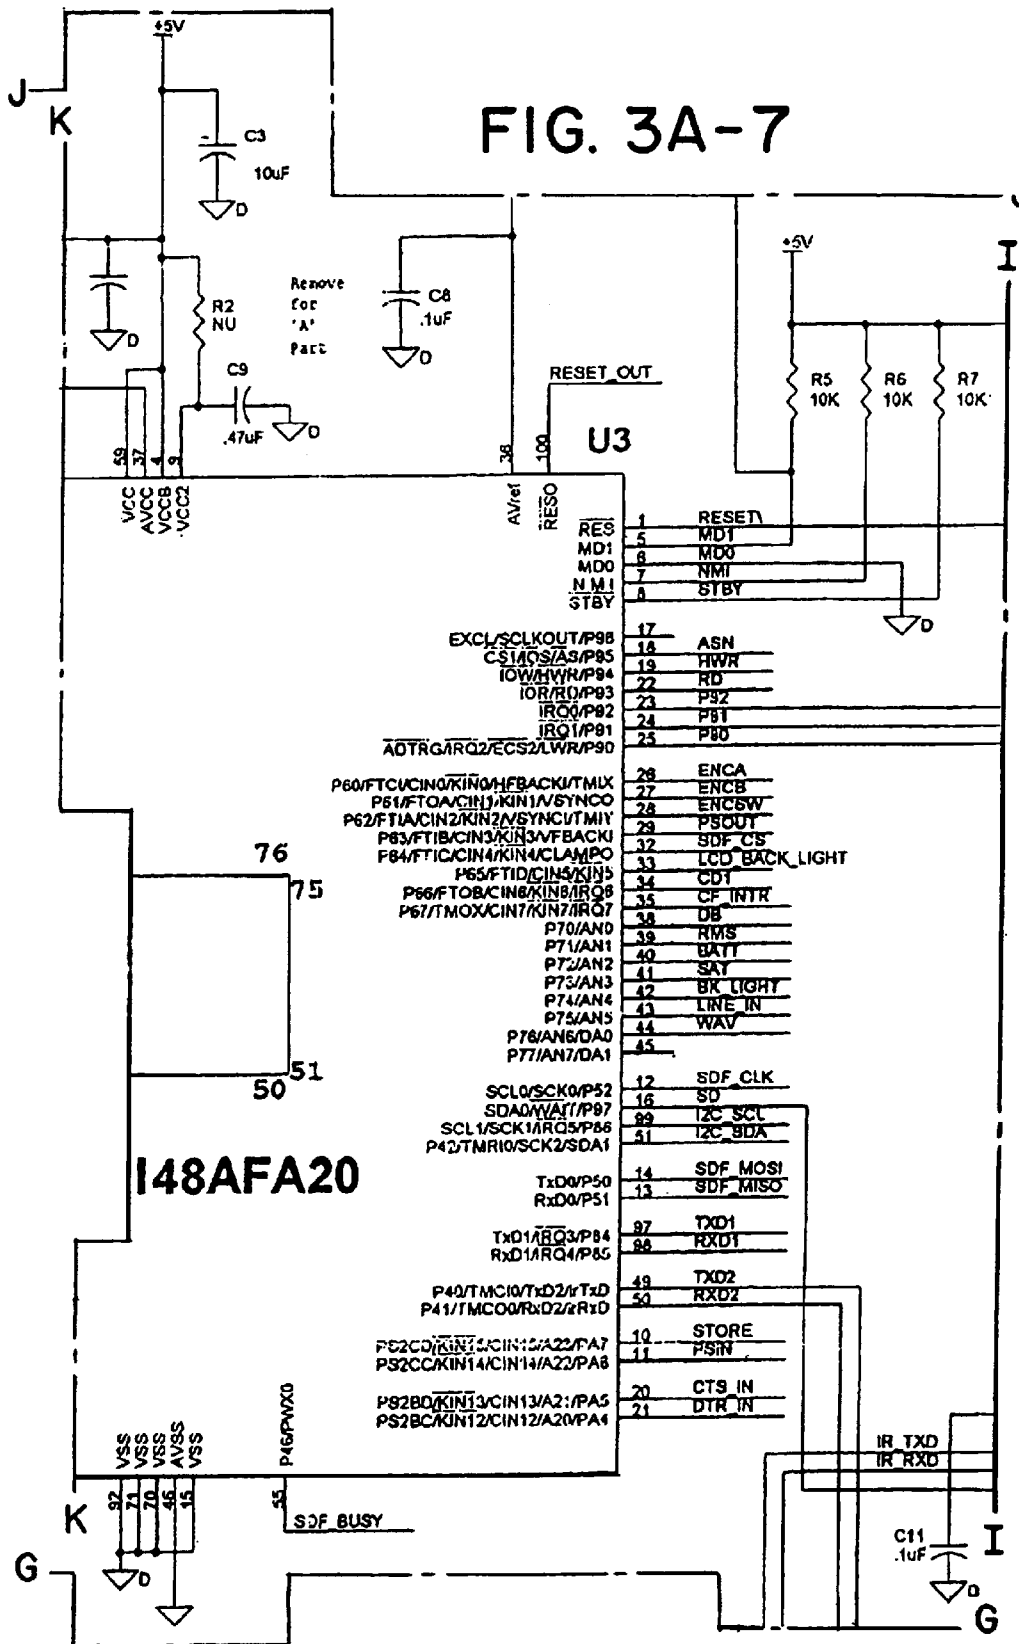 +5V
J
K
FIG. 3A-7
C3
10uF
D
+5V
I
D
R2
NU
Remove
for
'A'
Part
C8
.1uF
D
C9
.47uF
D
RESET_OUT
R5
10K
R6
10K
R7
10K
U3
59
37
4
9
36
100
VCC
AVCC
VCCB
VCC2
AVref
RESO
RES 1 RESET\
MD1 5 MD1
MD0 6 MD0
NMI 7 NMI
STBY 8 STBY
D
EXCL/SCLKOUT/P96 17
CS1/IOS/AS/P95 18 ASN
IOW/HWR/P94 19 HWR
IOR/RD/P93 22 RD
IRQ0/P92 23 P92
IRQ1/P91 24 P91
ADTRG/IRQ2/ECS2/LWR/P90 25 P90
P60/FTCI/CIN0/KIN0/HFBACKI/TMIX 26 ENCA
P61/FTOA/CIN1/KIN1/VSYNCO 27 ENCB
P62/FTIA/CIN2/KIN2/VSYNCI/TMIY 28 ENCSW
P63/FTIB/CIN3/KIN3/VFBACKI 29 PSOUT
P64/FTIC/CIN4/KIN4/CLAMPO 32 SDF_CS
P65/FTID/CIN5/KIN5 33 LCD_BACK_LIGHT
P66/FTOB/CIN6/KIN6/IRQ6 34 CD1
P67/TMOX/CIN7/KIN7/IRQ7 35 CF_INTR
P70/AN0 38 DB
P71/AN1 39 RMS
P72/AN2 40 BATT
P73/AN3 41 SAT
P74/AN4 42 BK_LIGHT
P75/AN5 43 LINE_IN
P76/AN6/DA0 44 WAV
P77/AN7/DA1 45
76
75
51
50
SCL0/SCK0/P52 12 SDF_CLK
SDA0/WAIT/P97 16 SD
SCL1/SCK1/IRQ5/P86 99 I2C_SCL
P42/TMRI0/SCK2/SDA1 51 I2C_SDA
I48AFA20
TxD0/P50 14 SDF_MOSI
RxD0/P51 13 SDF_MISO
TxD1/IRQ3/P84 97 TXD1
RxD1/IRQ4/P85 98 RXD1
P40/TMCI0/TxD2/IrTxD 49 TXD2
P41/TMCO0/RxD2/IrRxD 50 RXD2
PS2CD/KIN15/CIN15/A23/PA7 10 STORE
PS2CC/KIN14/CIN14/A22/PA6 11 PSIN
PS2BD/KIN13/CIN13/A21/PA5 20 CTS_IN
PS2BC/KIN12/CIN12/A20/PA4 21 DTR_IN
VSS
VSS
VSS
AVSS
VSS
P46/PWX0
92
71
70
46
15
55
K
SDF_BUSY
IR_TXD
IR_RXD
C11
.1uF
I
G
D
D
G